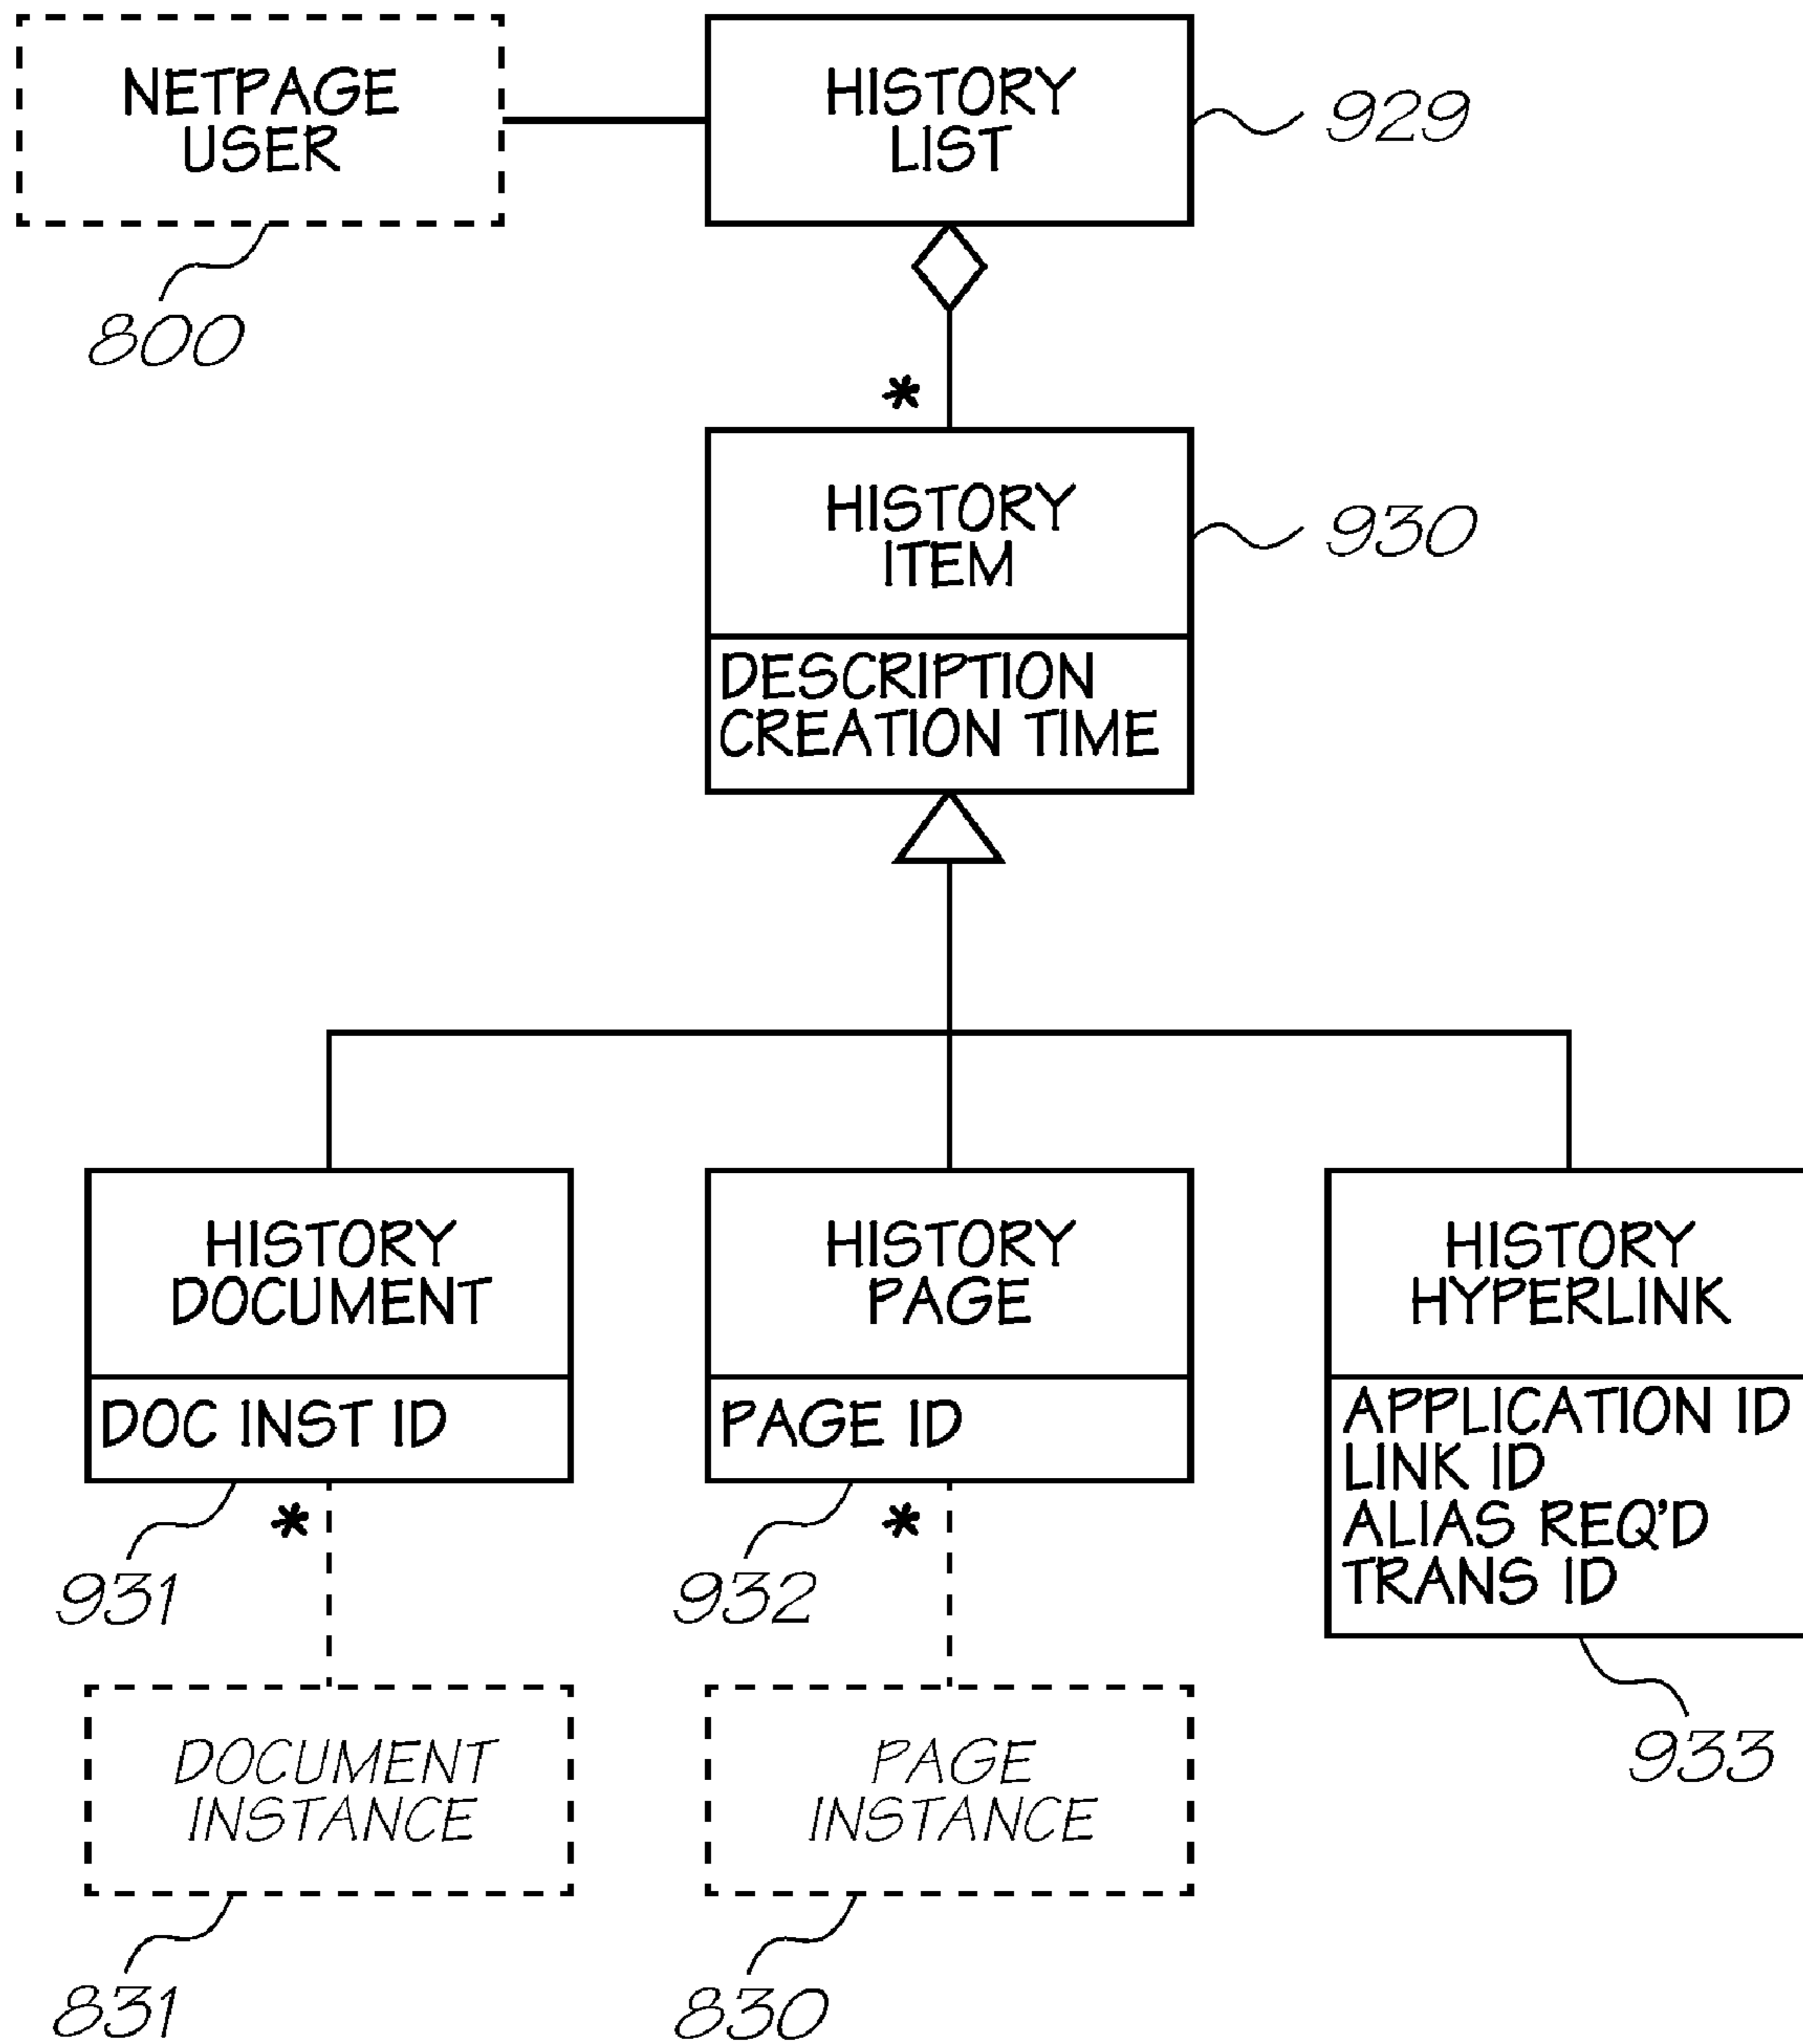 NETPAGE
USER
800
HISTORY
LIST
929
*
HISTORY
ITEM
930
DESCRIPTION
CREATION TIME
HISTORY
DOCUMENT
DOC INST ID
931
*
HISTORY
PAGE
PAGE ID
932
*
HISTORY
HYPERLINK
APPLICATION ID
LINK ID
ALIAS REQ'D
TRANS ID
933
DOCUMENT
INSTANCE
831
PAGE
INSTANCE
830